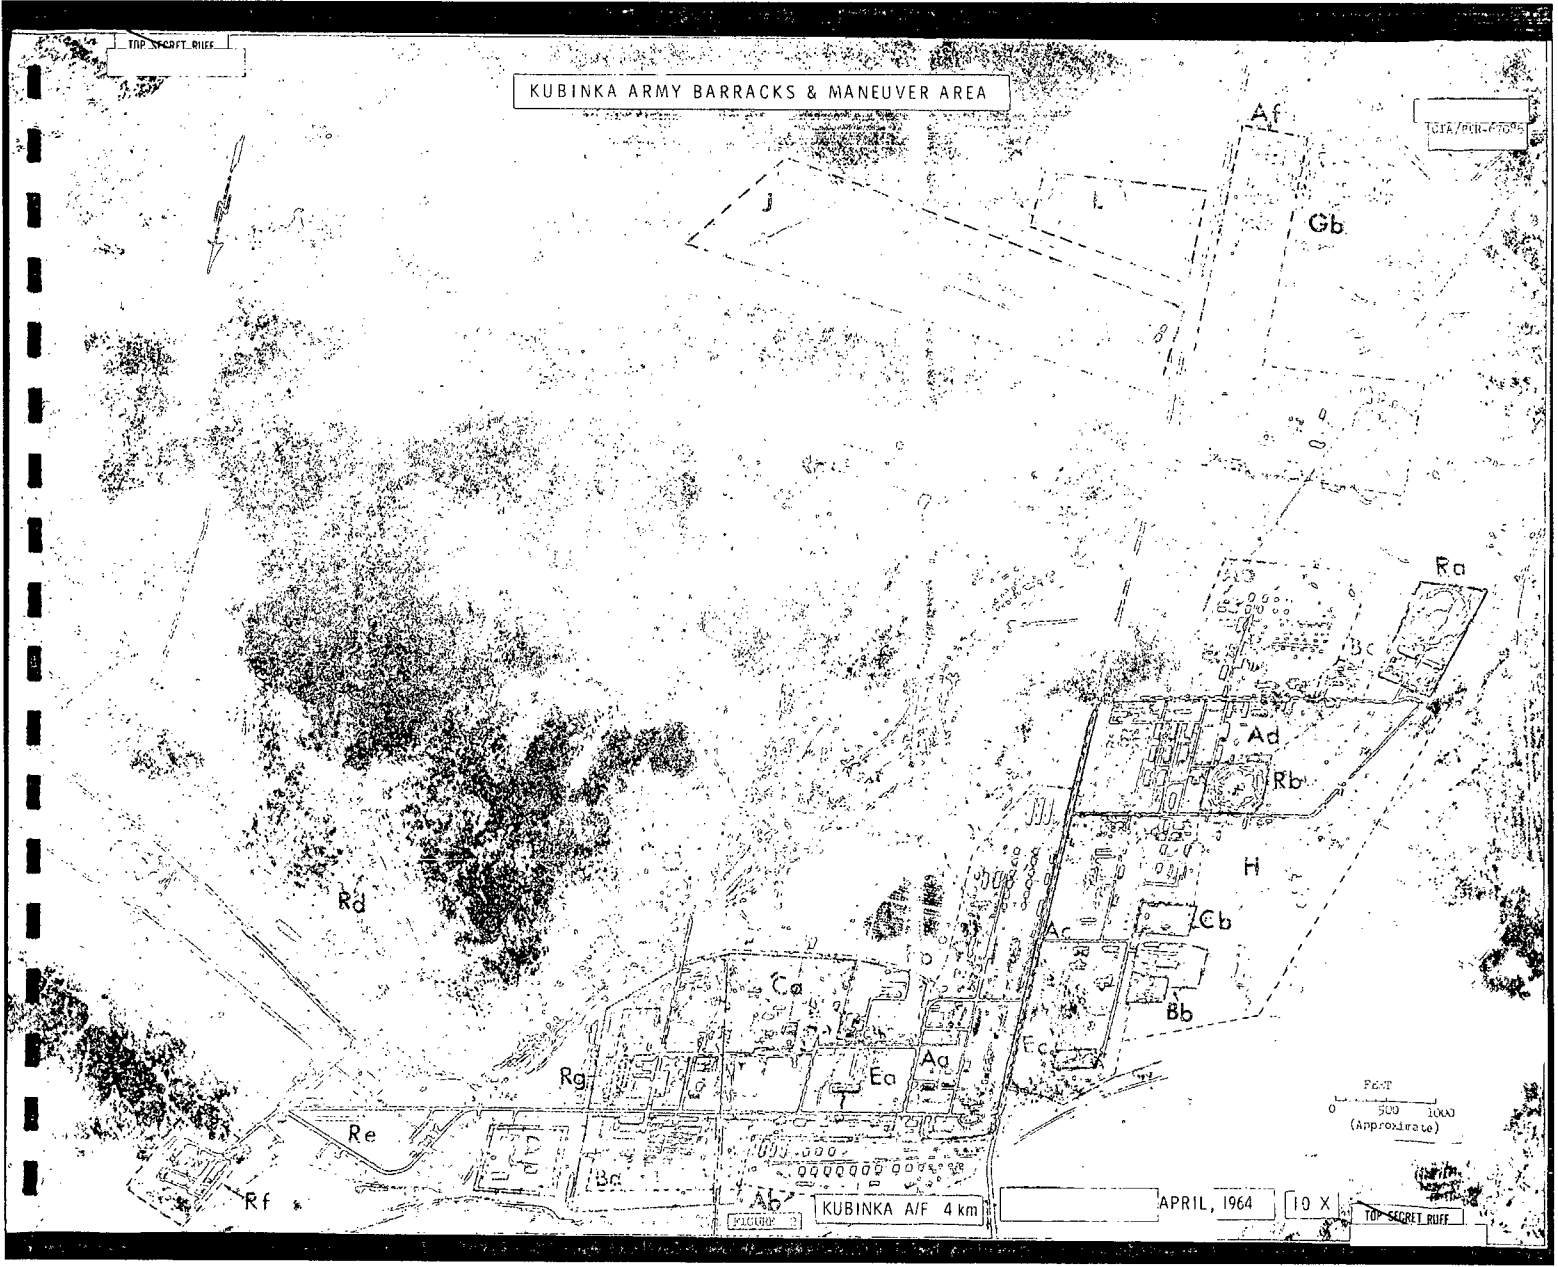 TOP SECRET RUFF
KUBINKA ARMY BARRACKS & MANEUVER AREA
Af
J
L
Gb
Ra
Bc
Ad
Rb
H
Rd
Cb
Ac
Ca
Bb
Ec
Aa
Rg
Ea
FEET
0 500 1000
(Approximate)
Re
Rf
Ba
Ab
FIGURE
KUBINKA A/F 4 km
APRIL, 1964
10 X
TOP SECRET RUFF